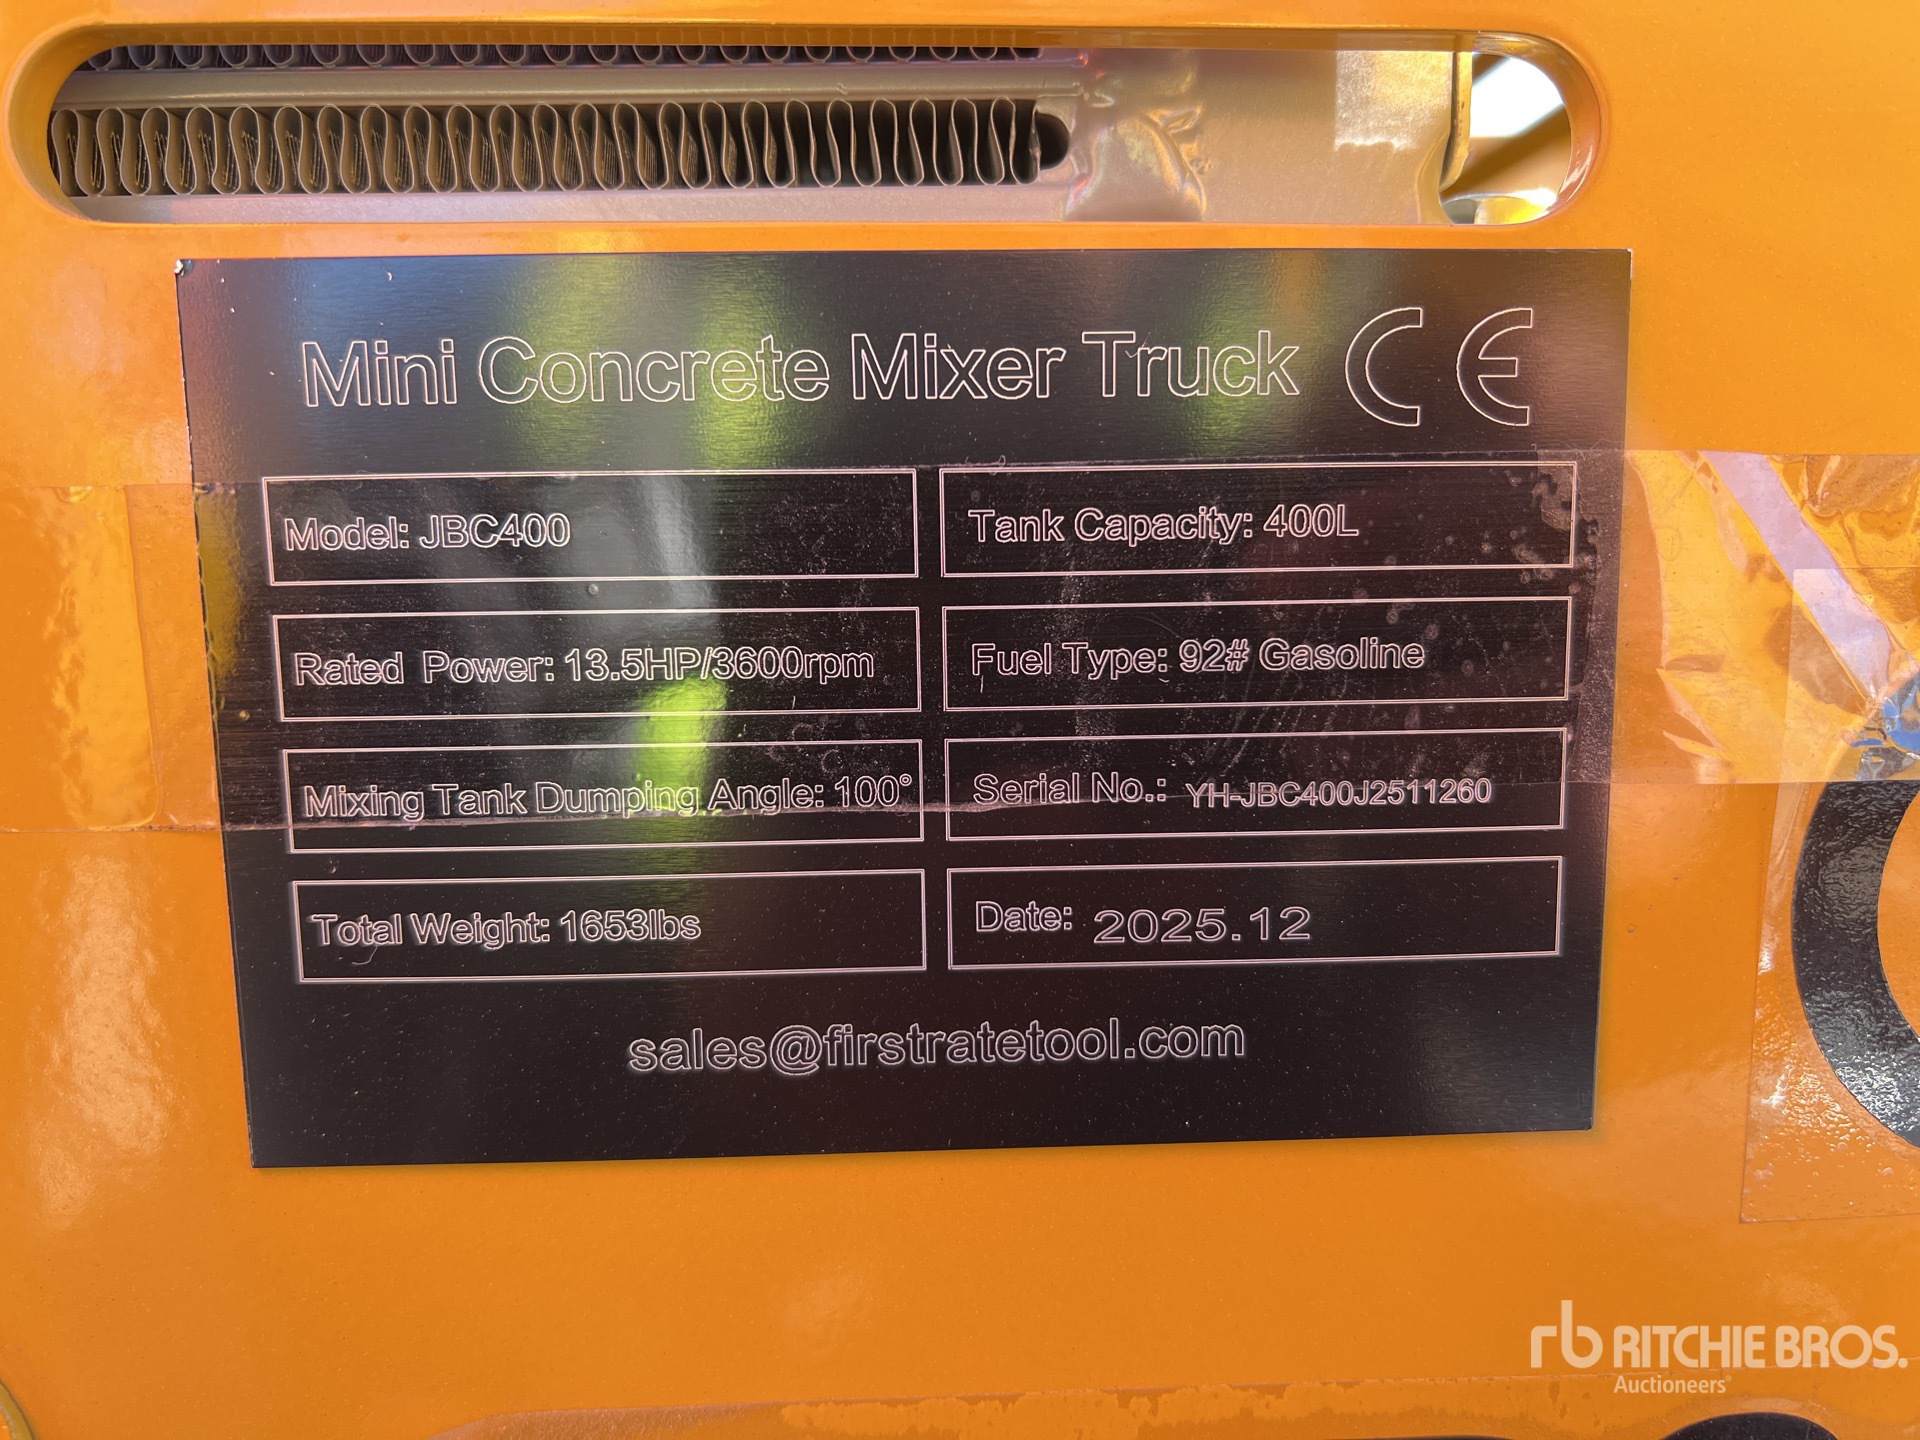 Mini Concrete Mixer Truck CE
Model: JBC400
Tank Capacity: 400L
Rated Power: 13.5HP/3600rpm
Fuel Type: 92# Gasoline
Mixing Tank Dumping Angle: 100°
Serial No.: YH-JBC400J2511260
Total Weight: 1653lbs
Date: 2025.12
sales@firstratetool.com
rb RITCHIE BROS.
Auctioneers